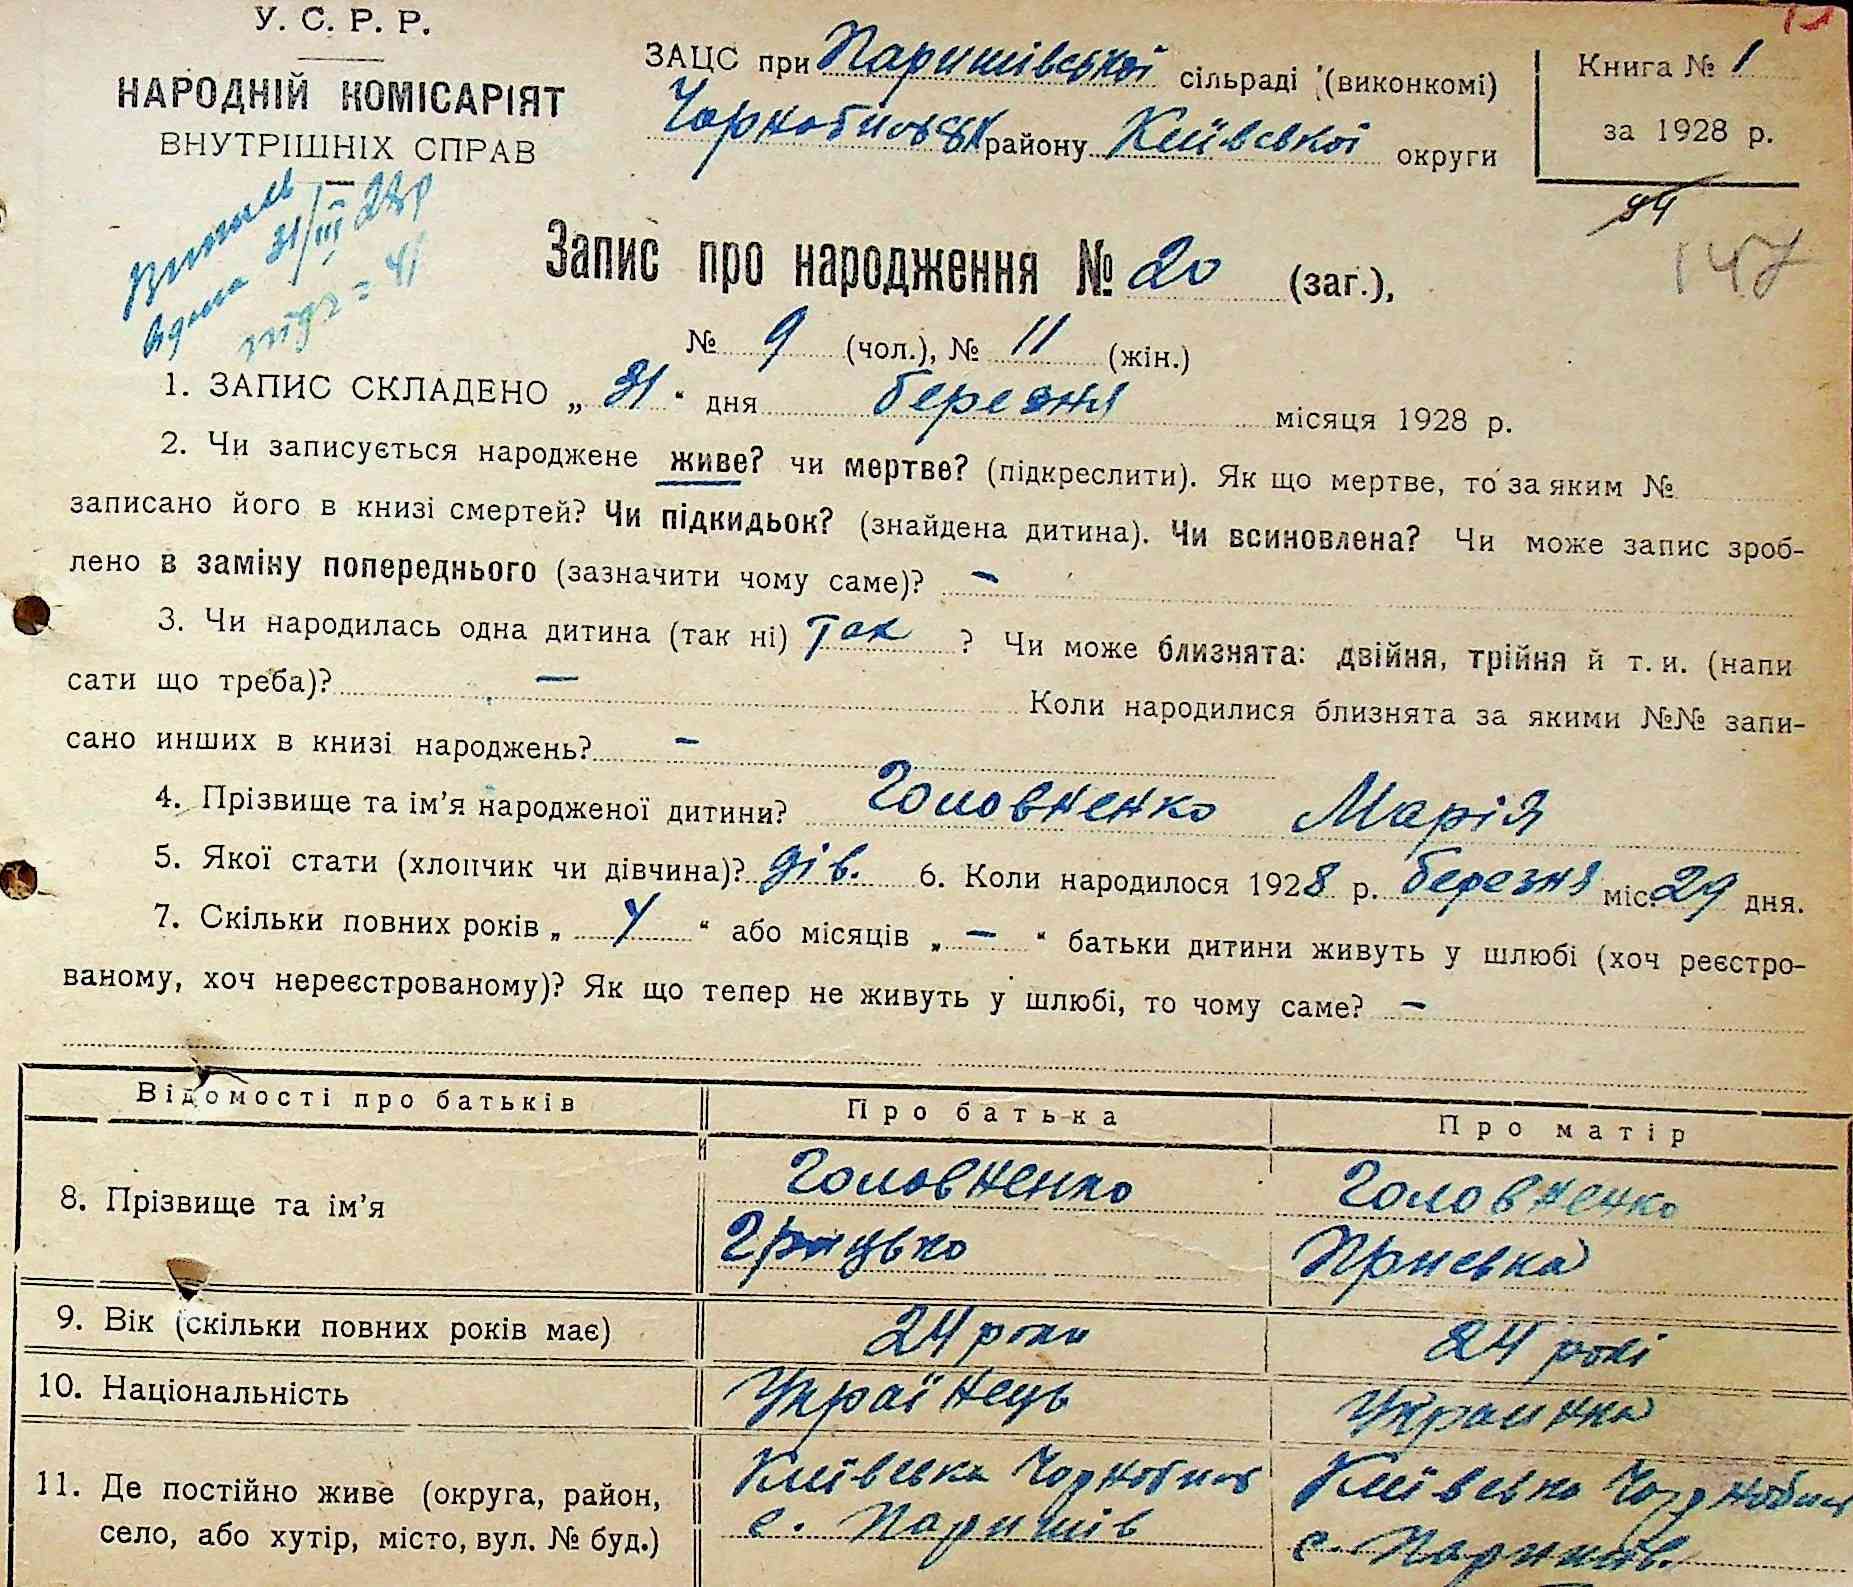 У. С. Р. Р.
НАРОДНІЙ КОМІСАРІЯТ
ВНУТРІШНІХ СПРАВ
ЗАЦС при Паришівської сільраді (виконкомі)
району Київської округи
Книга № 1
за 1928 р.
94
147
Випись
31/III 28р
Запис про народження № 20 (заг.),
№ 9 (чол.), № 11 (жін.)
1. ЗАПИС СКЛАДЕНО „ 31 “ дня березня місяця 1928 р.
2. Чи записується народжене живе? чи мертве? (підкреслити). Як що мертве, то за яким №
записано його в книзі смертей? Чи підкидьок? (знайдена дитина). Чи всиновлена? Чи може запис зроб-
лено в заміну попереднього (зазначити чому саме)? –
3. Чи народилась одна дитина (так ні) Так ? Чи може близнята: двійня, трійня й т. и. (напи
сати що треба)? – Коли народилися близнята за якими №№ запи-
сано инших в книзі народжень? –
4. Прізвище та ім’я народженої дитини? Головненко Марія
5. Якої стати (хлопчик чи дівчина)? дів. 6. Коли народилося 1928 р. березня міс. 29 дня.
7. Скільки повних років „ “ або місяців „ – “ батьки дитини живуть у шлюбі (хоч реєстро-
ваному, хоч нереєстрованому)? Як що тепер не живуть у шлюбі, то чому саме? –
Відомості про батьків Про батька Про матір
8. Прізвище та ім’я Головненко Головненко
Грицько Приська
9. Вік (скільки повних років має) 24 роки 24 рокі
10. Національність Українець Украинка
11. Де постійно живе (округа, район, Київська Чорнобил Київська Чорнобил
село, або хутір, місто, вул. № буд.) с. Паришів с. Паришів.